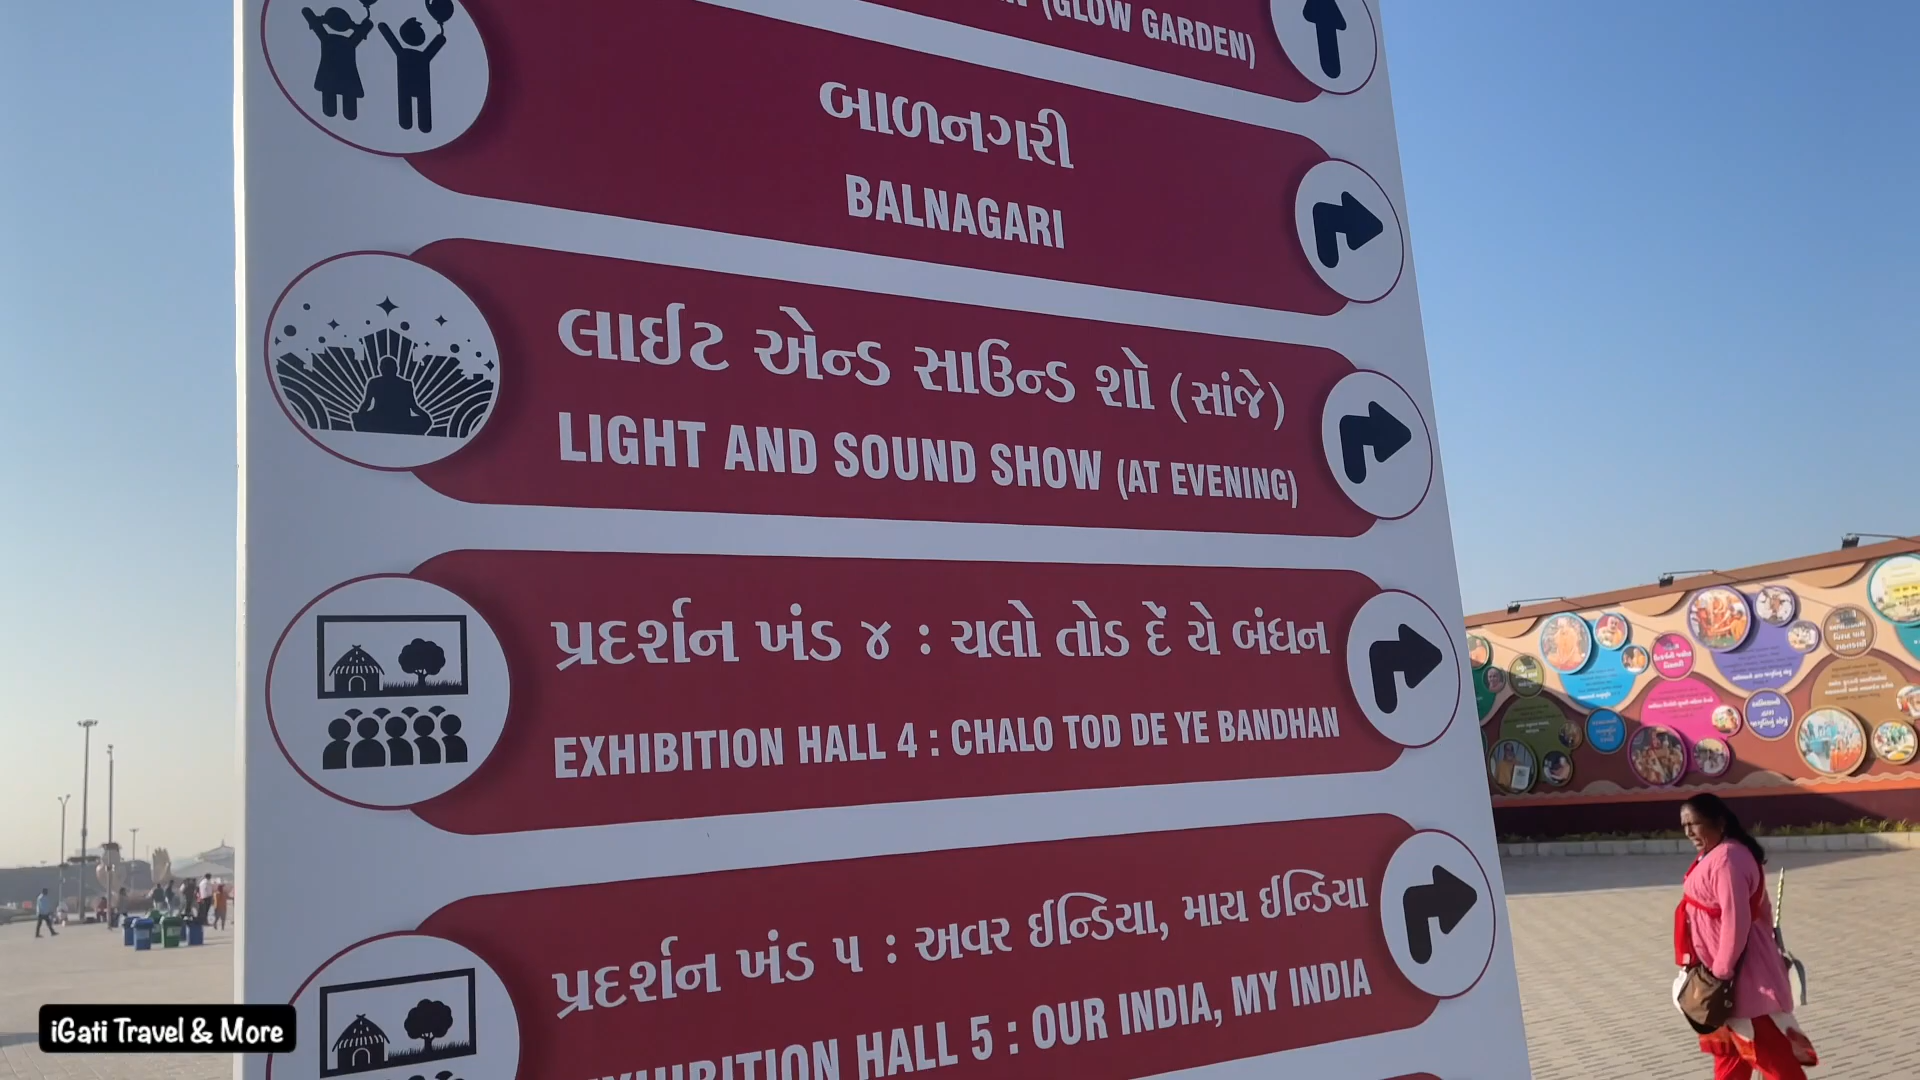 (GLOW GARDEN)
બાળનગરી
BALNAGARI
લાઈટ એન્ડ સાઉન્ડ શો (સાંજે)
LIGHT AND SOUND SHOW (AT EVENING)
પ્રદર્શન ખંડ ૪ : ચલો તોડ દેં યે બંધન
EXHIBITION HALL 4 : CHALO TOD DE YE BANDHAN
પ્રદર્શન ખંડ ૫ : અવર ઈન્ડિયા, માય ઈન્ડિયા
EXHIBITION HALL 5 : OUR INDIA, MY INDIA
iGati Travel & More